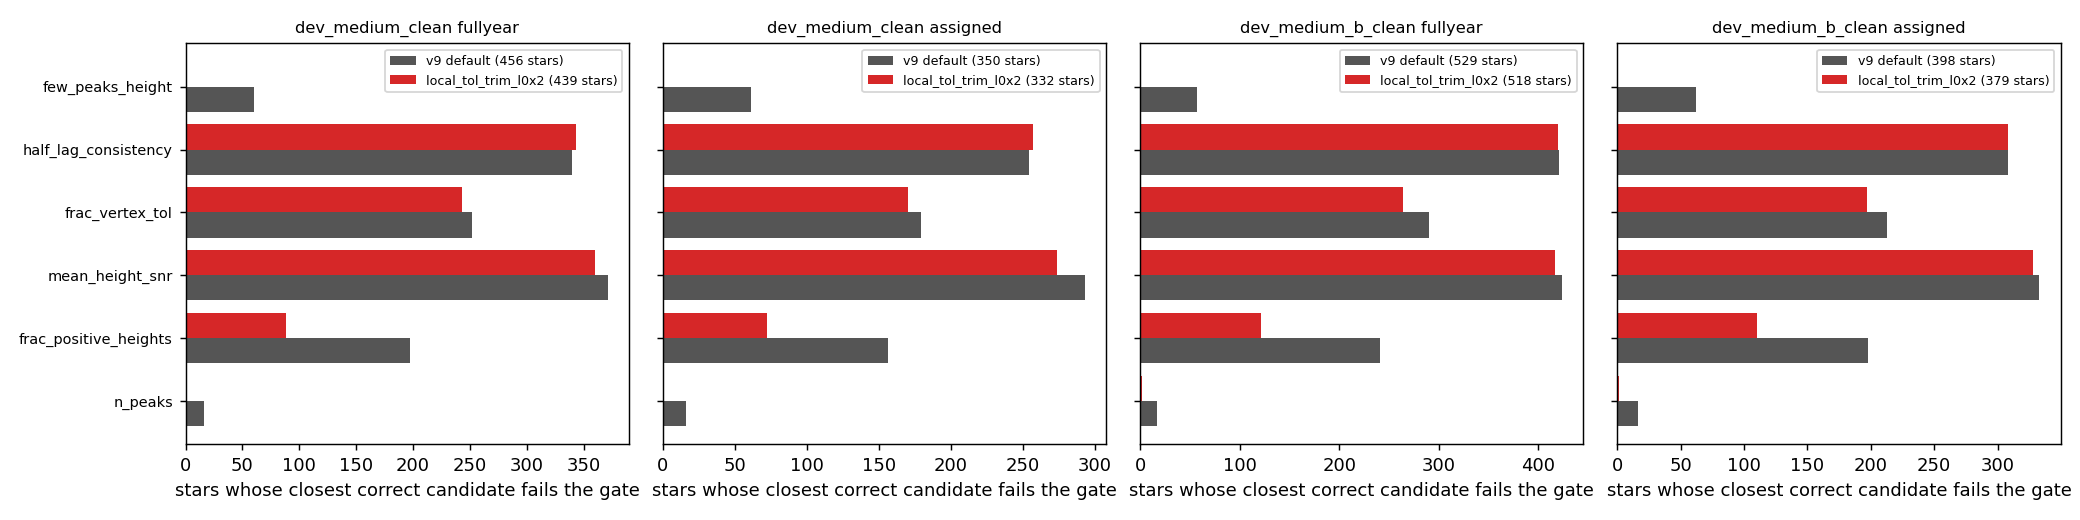 dev_medium_clean fullyear
dev_medium_clean assigned
dev_medium_b_clean fullyear
dev_medium_b_clean assigned
v9 default (456 stars)
local_tol_trim_l0x2 (439 stars)
v9 default (350 stars)
local_tol_trim_l0x2 (332 stars)
v9 default (529 stars)
local_tol_trim_l0x2 (518 stars)
v9 default (398 stars)
local_tol_trim_l0x2 (379 stars)
few_peaks_height
half_lag_consistency
frac_vertex_tol
mean_height_snr
frac_positive_heights
n_peaks
0 50 100 150 200 250 300 350
0 50 100 150 200 250 300
0 100 200 300 400
0 50 100 150 200 250 300
stars whose closest correct candidate fails the gate
stars whose closest correct candidate fails the gate
stars whose closest correct candidate fails the gate
stars whose closest correct candidate fails the gate